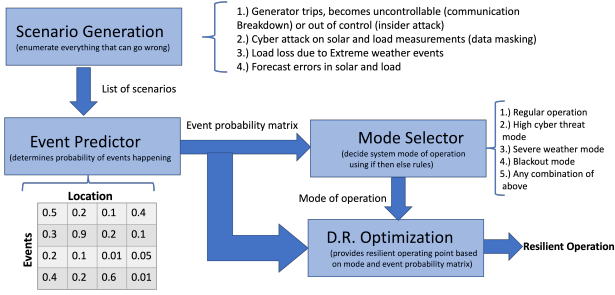 Scenario Generation
(enumerate everything that can go wrong)
1.) Generator trips, becomes uncontrollable (communication
Breakdown) or out of control (insider attack)
2.) Cyber attack on solar and load measurements (data masking)
3.) Load loss due to Extreme weather events
4.) Forecast errors in solar and load
List of scenarios
Event Predictor
(determines probability of events happening
Event probability matrix
Mode Selector
(decide system mode of operation
using if then else rules)
1.) Regular operation
2.) High cyber threat
mode
3.) Severe weather mode
4.) Blackout mode
5.) Any combination of
above
Location
Events
0.5 0.2 0.1 0.4
0.3 0.9 0.2 0.1
0.2 0.1 0.01 0.05
0.4 0.2 0.6 0.01
Mode of operation
D.R. Optimization
(provides resilient operating point based
on mode and event probability matrix)
Resilient Operation